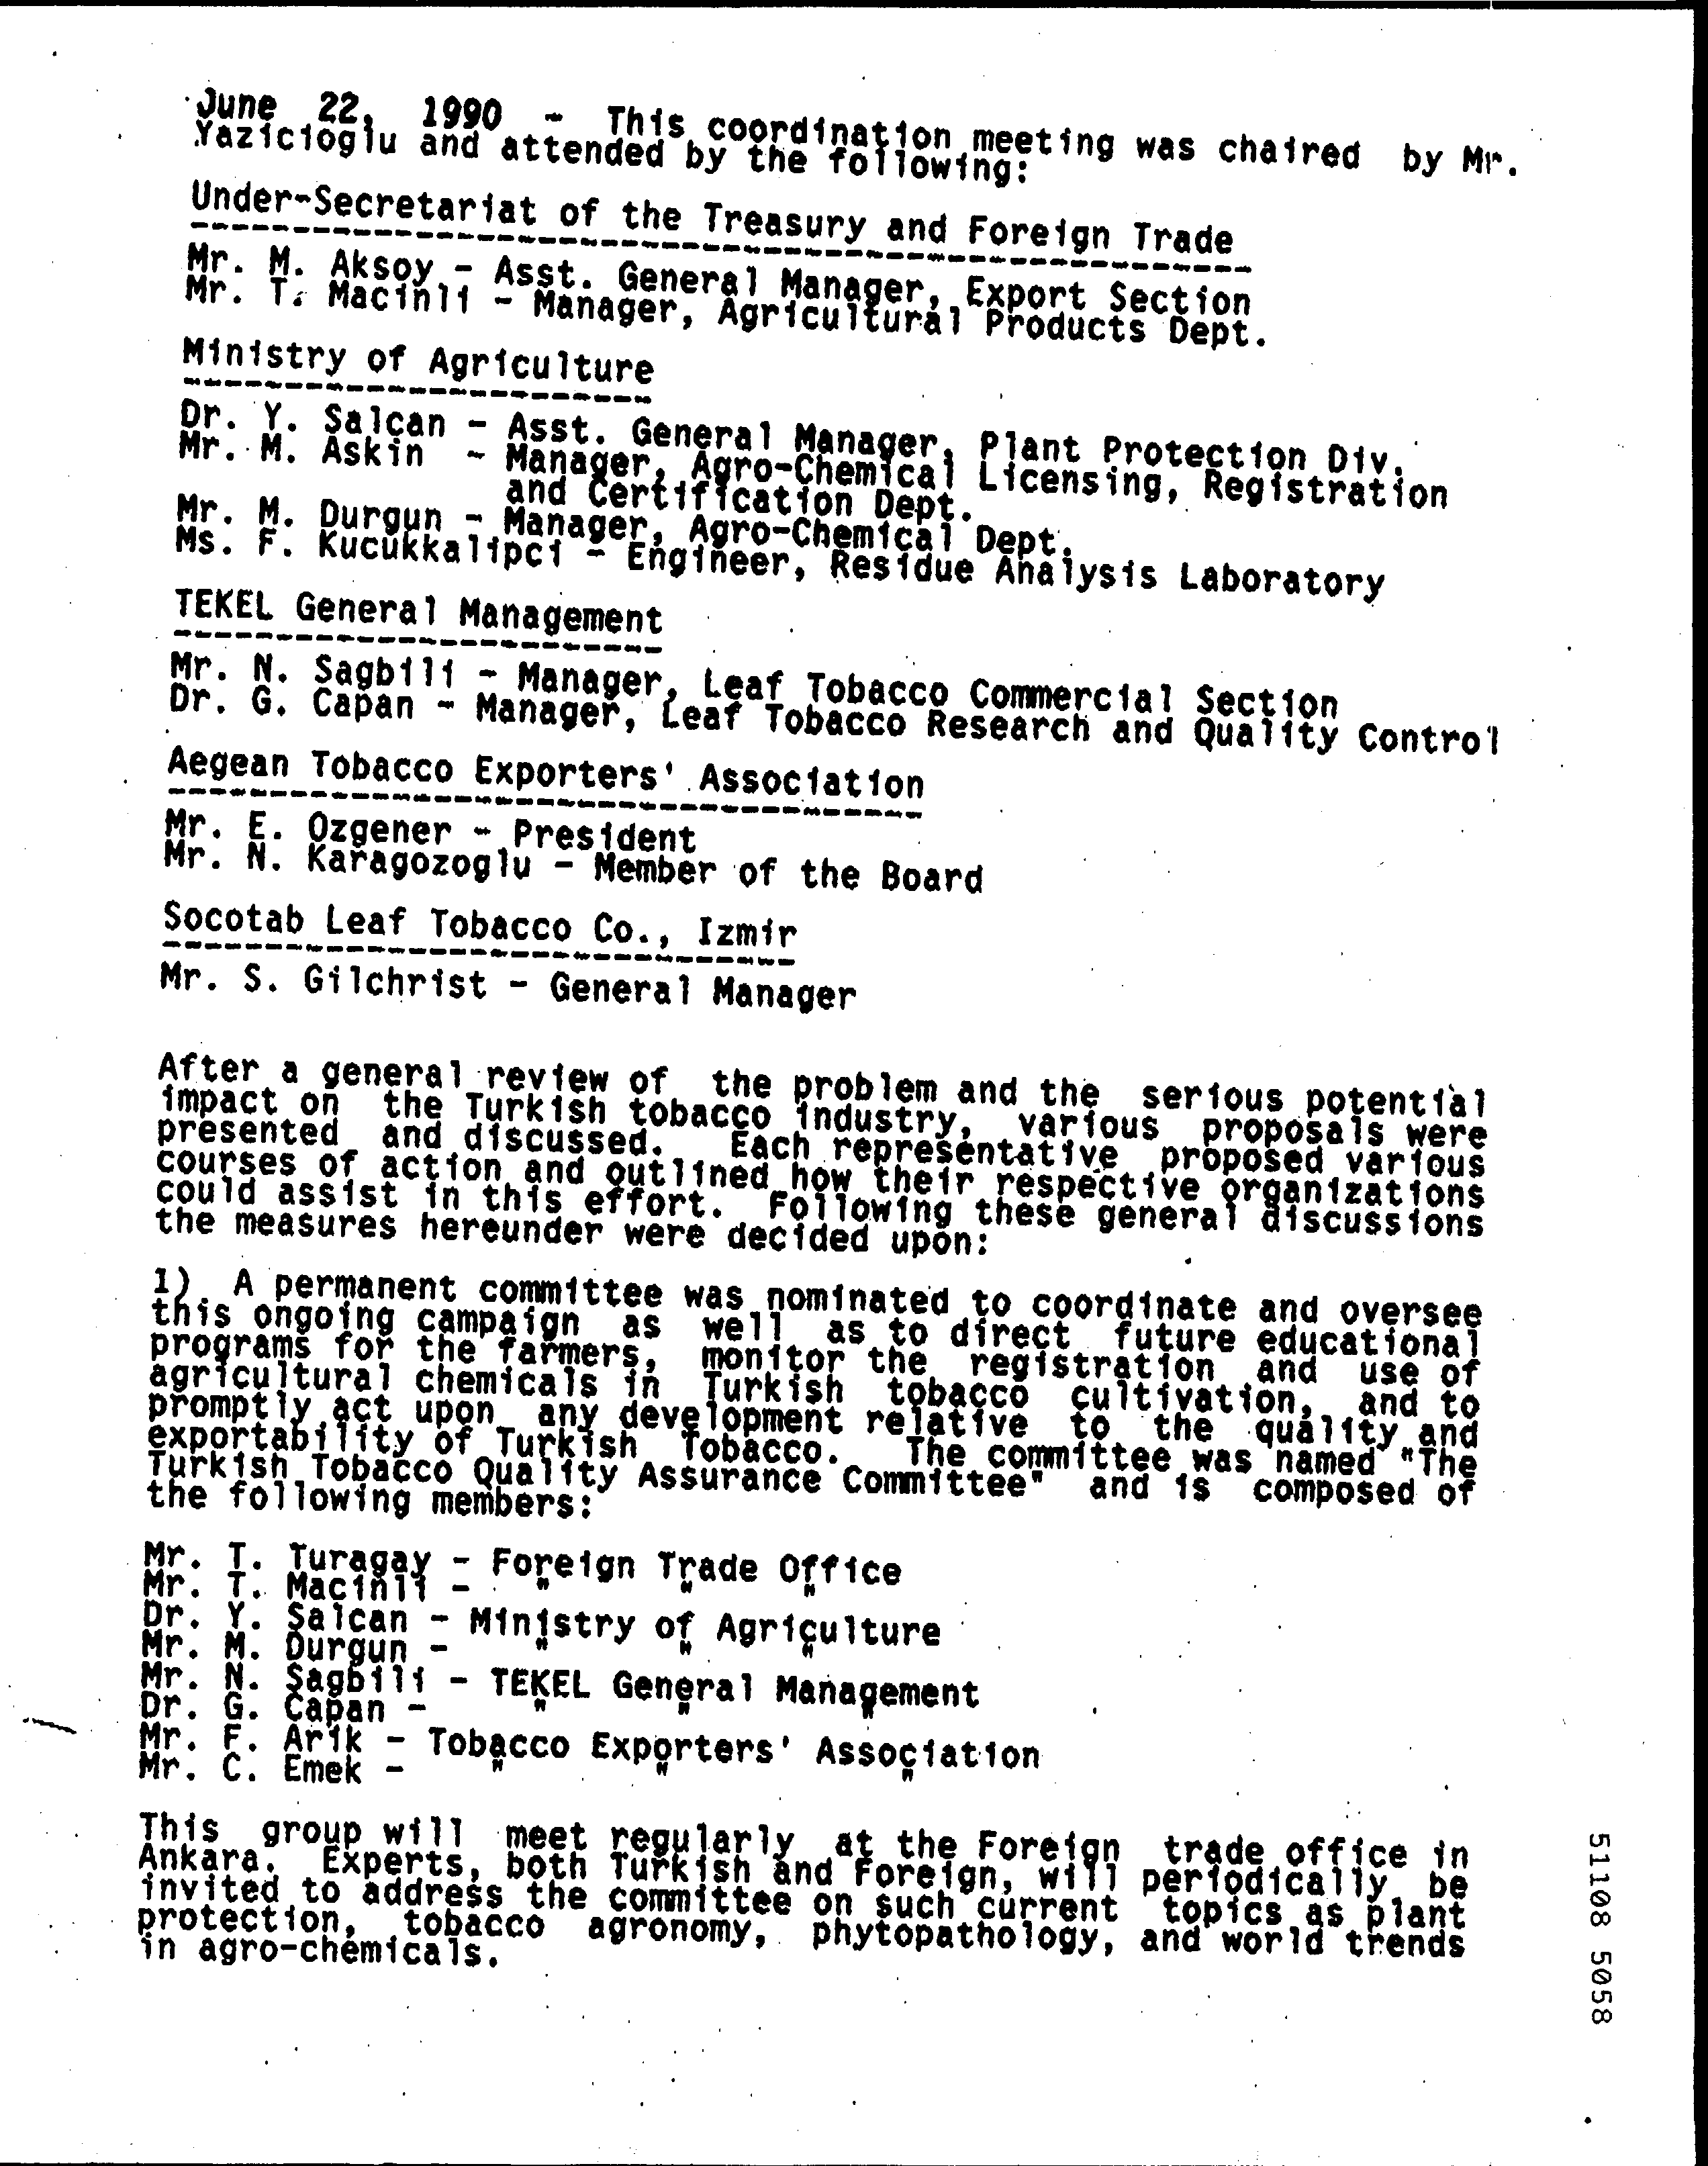 June 22, 1990 - This coordination meeting was chaired by Mr.
Yazicioglu and attended by the following:
Under-Secretariat of the Treasury and Foreign Trade
Mr. M. Aksoy - Asst. General Manager, Export Section
Mr. T. Macinli - Manager, Agricultural Products Dept.
Ministry of Agriculture
Dr. Y. Salcan - Asst. General Manager, Plant Protection Div.
Mr. M. Askin - Manager, Agro-Chemical Licensing, Registration
and Certification Dept.
Mr. M. Durgun - Manager, Agro-Chemical Dept.
Ms. F. Kucukkalipci - Engineer, Residue Analysis Laboratory
TEKEL General Management
Mr. N. Sagbili - Manager, Leaf Tobacco Commercial Section
Dr. G. Capan - Manager, Leaf Tobacco Research and Quality Control
Aegean Tobacco Exporters' Association
Mr. E. Ozgener - President
Mr. N. Karagozoglu - Member of the Board
Socotab Leaf Tobacco Co., Izmir
Mr. S. Gilchrist - General Manager
After a general review of the problem and the serious potential
impact on the Turkish tobacco industry, various proposals were
presented and discussed. Each representative proposed various
courses of action and outlined how their respective organizations
could assist in this effort. Following these general discussions
the measures hereunder were decided upon:
1) A permanent committee was nominated to coordinate and oversee
this ongoing campaign as well as to direct future educational
programs for the farmers, monitor the registration and use of
agricultural chemicals in Turkish tobacco cultivation, and to
promptly act upon any development relative to the quality and
exportability of Turkish Tobacco. The committee was named "The
Turkish Tobacco Quality Assurance Committee" and is composed of
the following members:
Mr. T. Turagay - Foreign Trade Office
Mr. T. Macinli - " " "
Dr. Y. Salcan - Ministry of Agriculture
Mr. M. Durgun - " " "
Mr. N. Sagbili - TEKEL General Management
Dr. G. Capan - " " "
Mr. F. Arik - Tobacco Exporters' Association
Mr. C. Emek - " " "
This group will meet regularly at the Foreign trade office in
Ankara. Experts, both Turkish and Foreign, will periodically be
invited to address the committee on such current topics as plant
protection, tobacco agronomy, phytopathology, and world trends
in agro-chemicals.
51108 5058